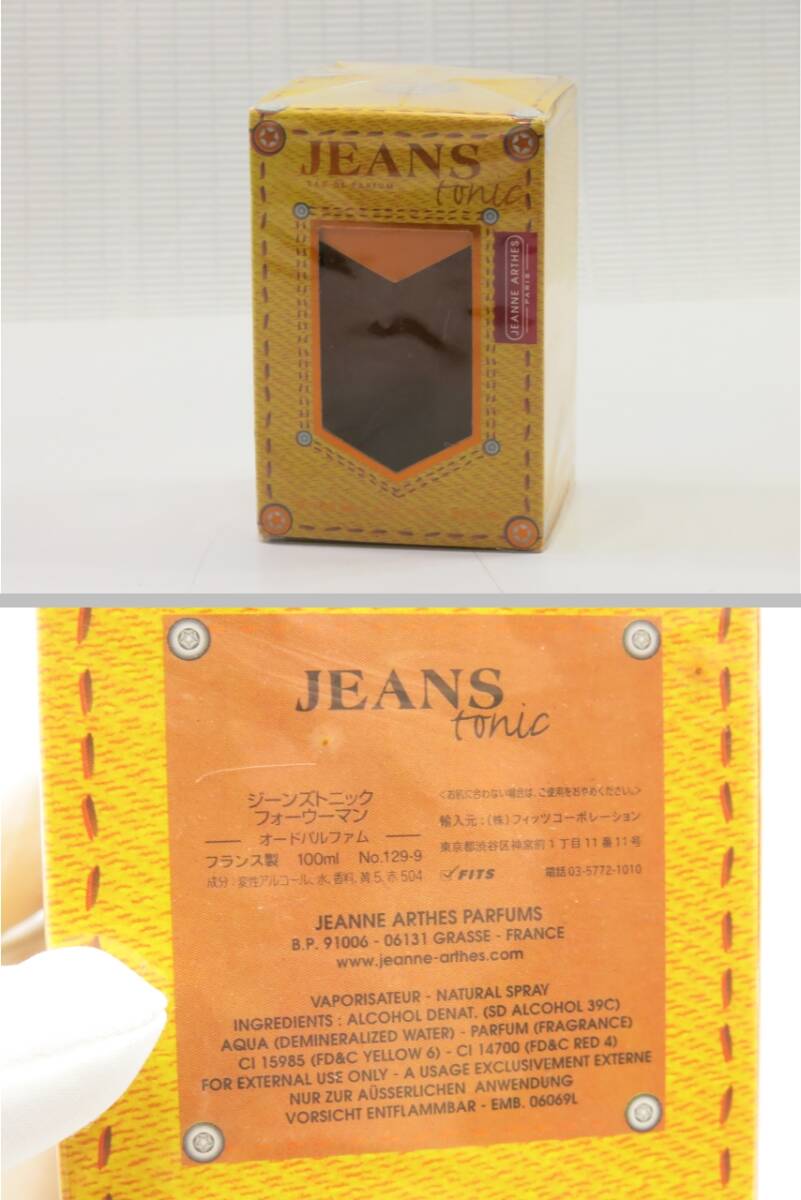 JEANS
EAU DE PARFUM
tonic
JEANNE ARTHES
PARIS
JEANS
tonic
ジーンズトニック
フォーウーマン
オードパルファム
フランス製 100ml No.129-9
成分:変性アルコール、水、香料、黄5、赤504
<お肌に合わない場合は、ご使用をおやめください。>
輸入元:(株)フィッツコーポレーション
東京都渋谷区神宮前1丁目11番11号
FITS 電話03-5772-1010
JEANNE ARTHES PARFUMS
B.P. 91006 - 06131 GRASSE - FRANCE
www.jeanne-arthes.com
VAPORISATEUR - NATURAL SPRAY
INGREDIENTS : ALCOHOL DENAT. (SD ALCOHOL 39C)
AQUA (DEMINERALIZED WATER) - PARFUM (FRAGRANCE)
CI 15985 (FD&C YELLOW 6) - CI 14700 (FD&C RED 4)
FOR EXTERNAL USE ONLY - A USAGE EXCLUSIVEMENT EXTERNE
NUR ZUR AÜSSERLICHEN ANWENDUNG
VORSICHT ENTFLAMMBAR - EMB. 06069L